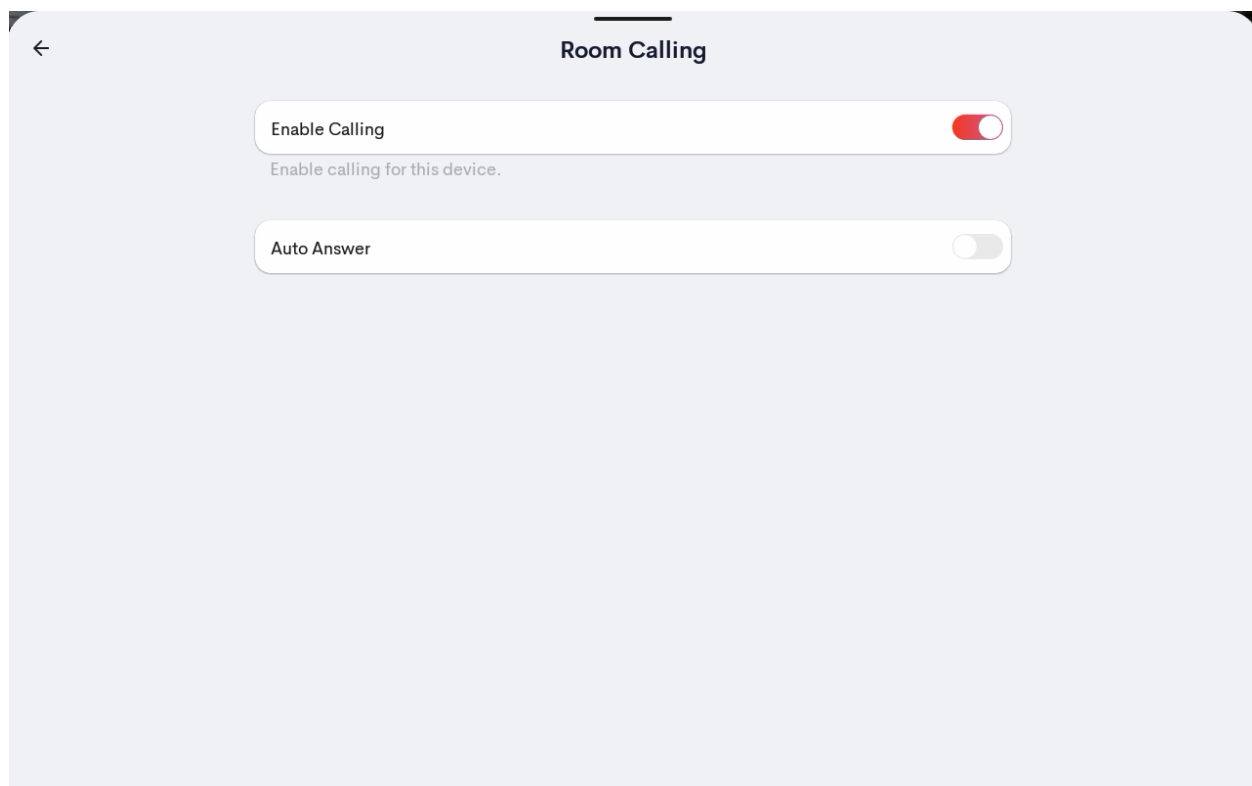 Room Calling
Enable Calling
Enable calling for this device.
Auto Answer